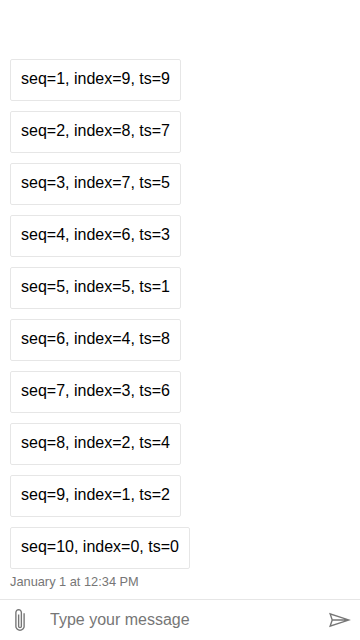 seq=1, index=9, ts=9
seq=2, index=8, ts=7
seq=3, index=7, ts=5
seq=4, index=6, ts=3
seq=5, index=5, ts=1
seq=6, index=4, ts=8
seq=7, index=3, ts=6
seq=8, index=2, ts=4
seq=9, index=1, ts=2
seq=10, index=0, ts=0
January 1 at 12:34 PM
Type your message